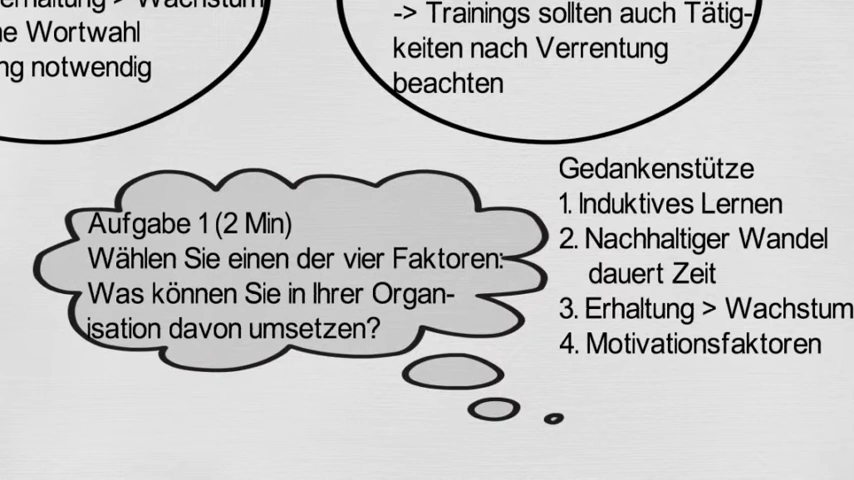 Wachstum
ne Wortwahl
ng notwendig
-> Trainings sollten auch Tätig-
keiten nach Verrentung
beachten
Aufgabe 1 (2 Min)
Wählen Sie einen der vier Faktoren:
Was können Sie in Ihrer Organ-
isation davon umsetzen?
Gedankenstütze
1. Induktives Lernen
2. Nachhaltiger Wandel
dauert Zeit
3. Erhaltung > Wachstum
4. Motivationsfaktoren